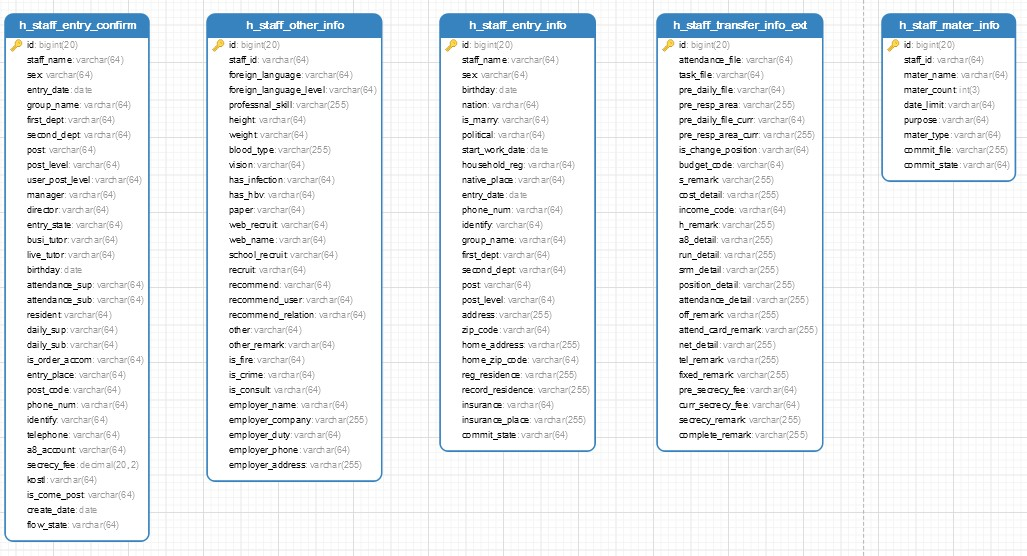 h_staff_entry_confirm
id: bigint(20)
staff_name: varchar(64)
sex: varchar(64)
entry_date: date
group_name: varchar(64)
first_dept: varchar(64)
second_dept: varchar(64)
post: varchar(64)
post_level: varchar(64)
user_post_level: varchar(64)
manager: varchar(64)
director: varchar(64)
entry_state: varchar(64)
busi_tutor: varchar(64)
live_tutor: varchar(64)
birthday: date
attendance_sup: varchar(64)
attendance_sub: varchar(64)
resident: varchar(64)
daily_sup: varchar(64)
daily_sub: varchar(64)
is_order_accom: varchar(64)
entry_place: varchar(64)
post_code: varchar(64)
phone_num: varchar(64)
identify: varchar(64)
telephone: varchar(64)
a8_account: varchar(64)
secrecy_fee: decimal(20,2)
kostl: varchar(64)
is_come_post: varchar(64)
create_date: date
flow_state: varchar(64)
h_staff_other_info
id: bigint(20)
staff_id: varchar(64)
foreign_language: varchar(64)
foreign_language_level: varchar(64)
professnal_skill: varchar(255)
height: varchar(64)
weight: varchar(64)
blood_type: varchar(255)
vision: varchar(64)
has_infection: varchar(64)
has_hbv: varchar(64)
paper: varchar(64)
web_recruit: varchar(64)
web_name: varchar(64)
school_recruit: varchar(64)
recruit: varchar(64)
recommend: varchar(64)
recommend_user: varchar(64)
recommend_relation: varchar(64)
other: varchar(64)
other_remark: varchar(64)
is_fire: varchar(64)
is_crime: varchar(64)
is_consult: varchar(64)
employer_name: varchar(64)
employer_company: varchar(255)
employer_duty: varchar(64)
employer_phone: varchar(64)
employer_address: varchar(255)
h_staff_entry_info
id: bigint(20)
staff_name: varchar(64)
sex: varchar(64)
birthday: date
nation: varchar(64)
is_marry: varchar(64)
political: varchar(64)
start_work_date: date
household_reg: varchar(64)
native_place: varchar(64)
entry_date: date
phone_num: varchar(64)
identify: varchar(64)
group_name: varchar(64)
first_dept: varchar(64)
second_dept: varchar(64)
post: varchar(64)
post_level: varchar(64)
address: varchar(255)
zip_code: varchar(64)
home_address: varchar(255)
home_zip_code: varchar(64)
reg_residence: varchar(255)
record_residence: varchar(255)
insurance: varchar(64)
insurance_place: varchar(255)
commit_state: varchar(64)
h_staff_transfer_info_ext
id: bigint(20)
attendance_file: varchar(64)
task_file: varchar(64)
pre_daily_file: varchar(64)
pre_resp_area: varchar(255)
pre_daily_file_curr: varchar(64)
pre_resp_area_curr: varchar(255)
is_change_position: varchar(64)
budget_code: varchar(64)
s_remark: varchar(255)
cost_detail: varchar(255)
income_code: varchar(64)
h_remark: varchar(255)
a8_detail: varchar(255)
run_detail: varchar(255)
srm_detail: varchar(255)
position_detail: varchar(255)
attendance_detail: varchar(255)
off_remark: varchar(255)
attend_card_remark: varchar(255)
net_detail: varchar(255)
tel_remark: varchar(255)
fixed_remark: varchar(255)
pre_secrecy_fee: varchar(64)
curr_secrecy_fee: varchar(64)
secrecy_remark: varchar(255)
complete_remark: varchar(255)
h_staff_mater_info
id: bigint(20)
staff_id: varchar(64)
mater_name: varchar(64)
mater_count: int(3)
date_limit: varchar(64)
purpose: varchar(64)
mater_type: varchar(64)
commit_file: varchar(255)
commit_state: varchar(64)